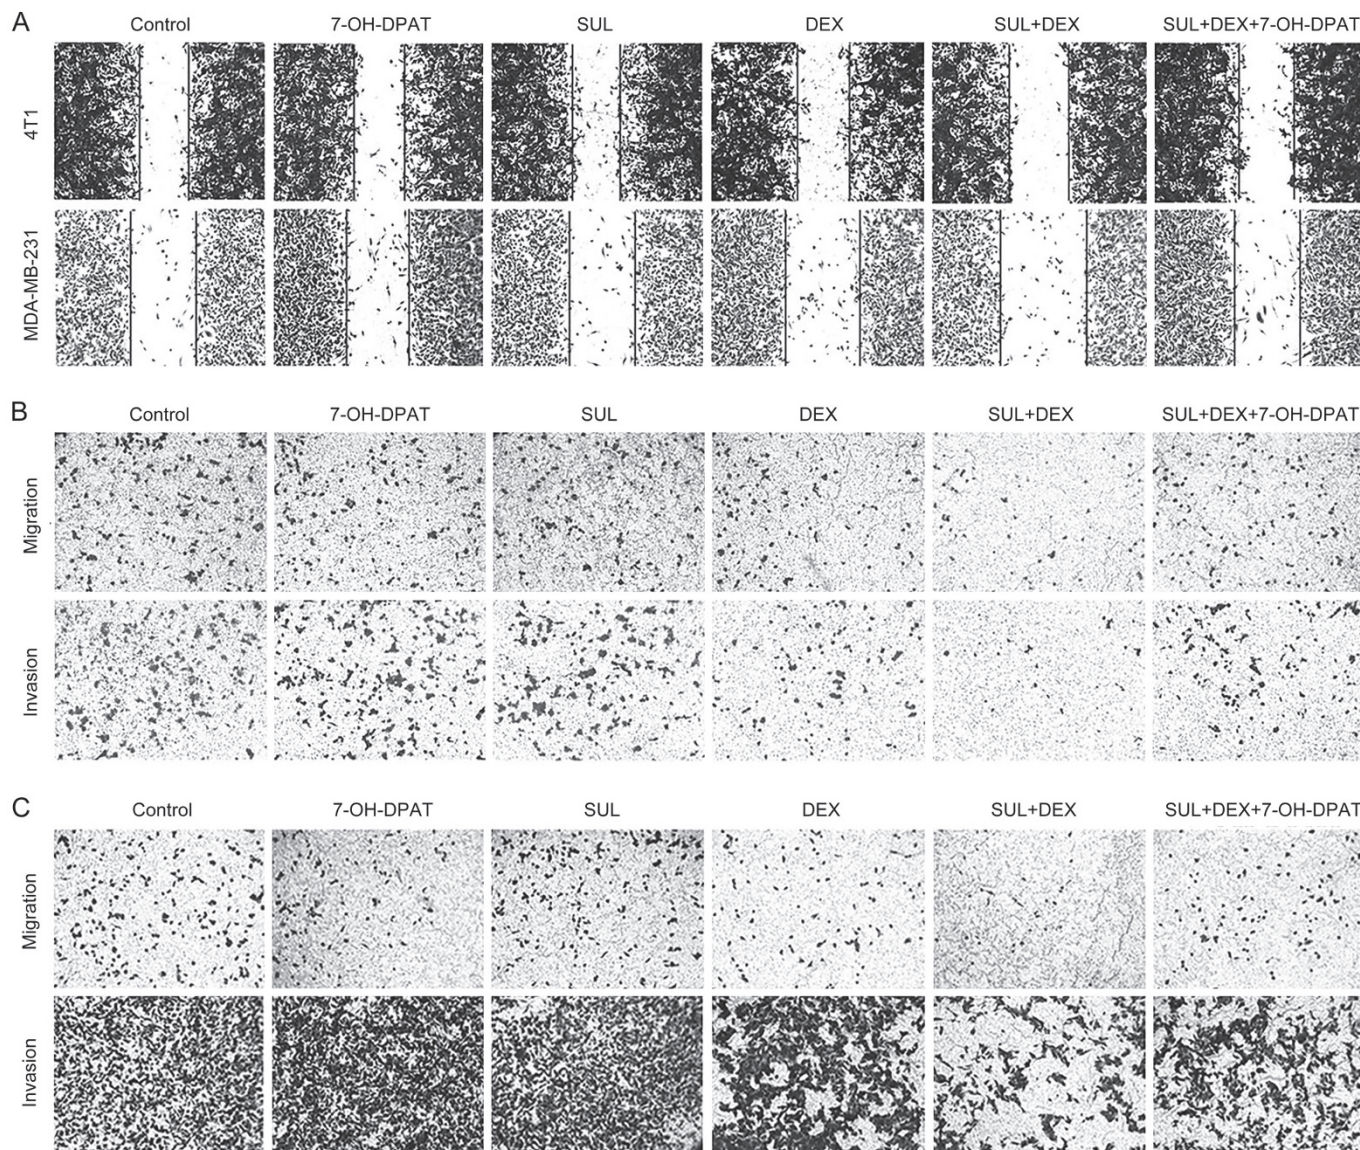 A
Control 7-OH-DPAT SUL DEX SUL+DEX SUL+DEX+7-OH-DPAT
4T1
MDA-MB-231
B
Control 7-OH-DPAT SUL DEX SUL+DEX SUL+DEX+7-OH-DPAT
Migration
Invasion
C
Control 7-OH-DPAT SUL DEX SUL+DEX SUL+DEX+7-OH-DPAT
Migration
Invasion